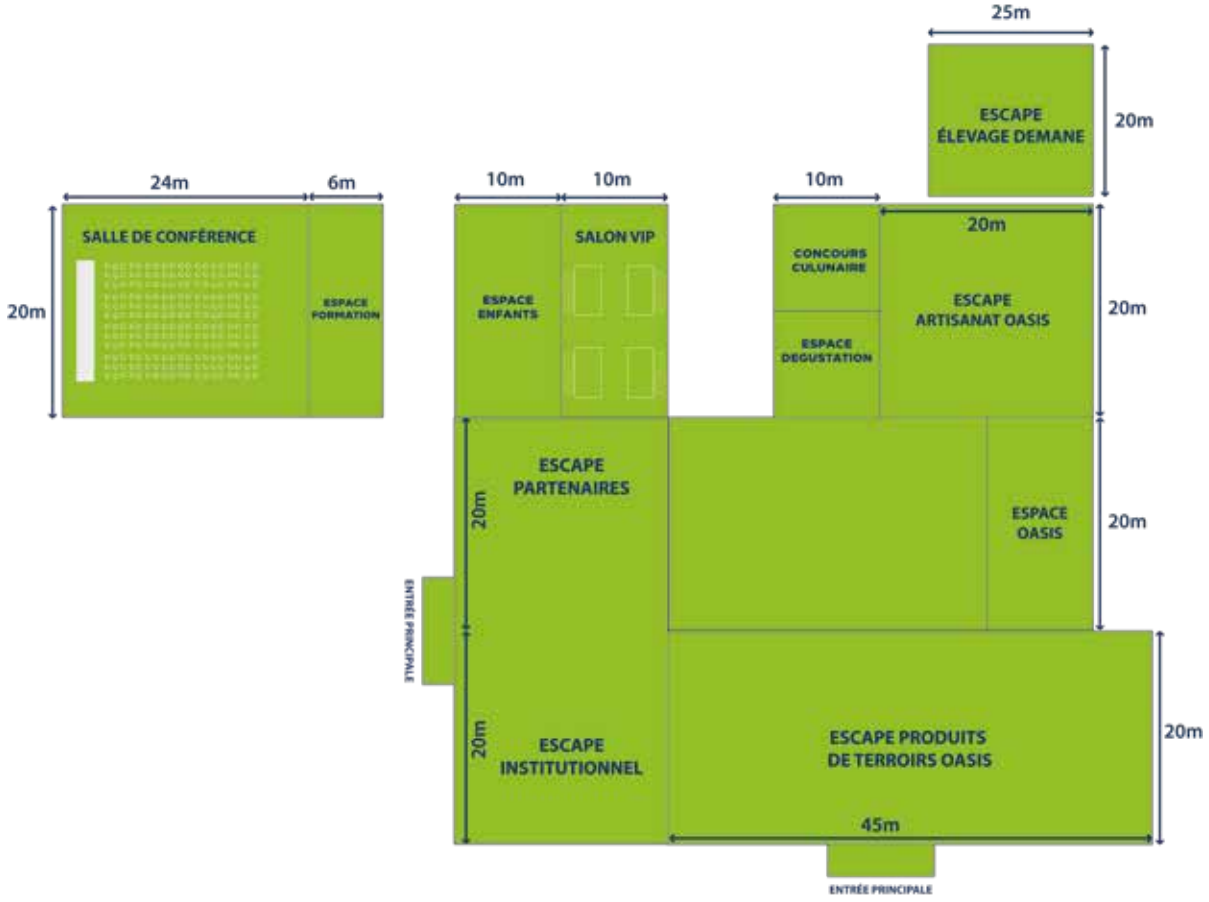 25m
ESCAPE
ÉLEVAGE DEMANE
20m
24m
6m
10m
10m
10m
20m
SALLE DE CONFÉRENCE
SALON VIP
CONCOURS
CULUNAIRE
20m
ESPACE
FORMATION
ESPACE
ENFANTS
ESCAPE
ARTISANAT OASIS
20m
ESPACE
DEGUSTATION
ESCAPE
PARTENAIRES
20m
ESPACE
OASIS
20m
ENTRÉE PRINCIPALE
20m
ESCAPE
INSTITUTIONNEL
ESCAPE PRODUITS
DE TERROIRS OASIS
20m
45m
ENTRÉE PRINCIPALE